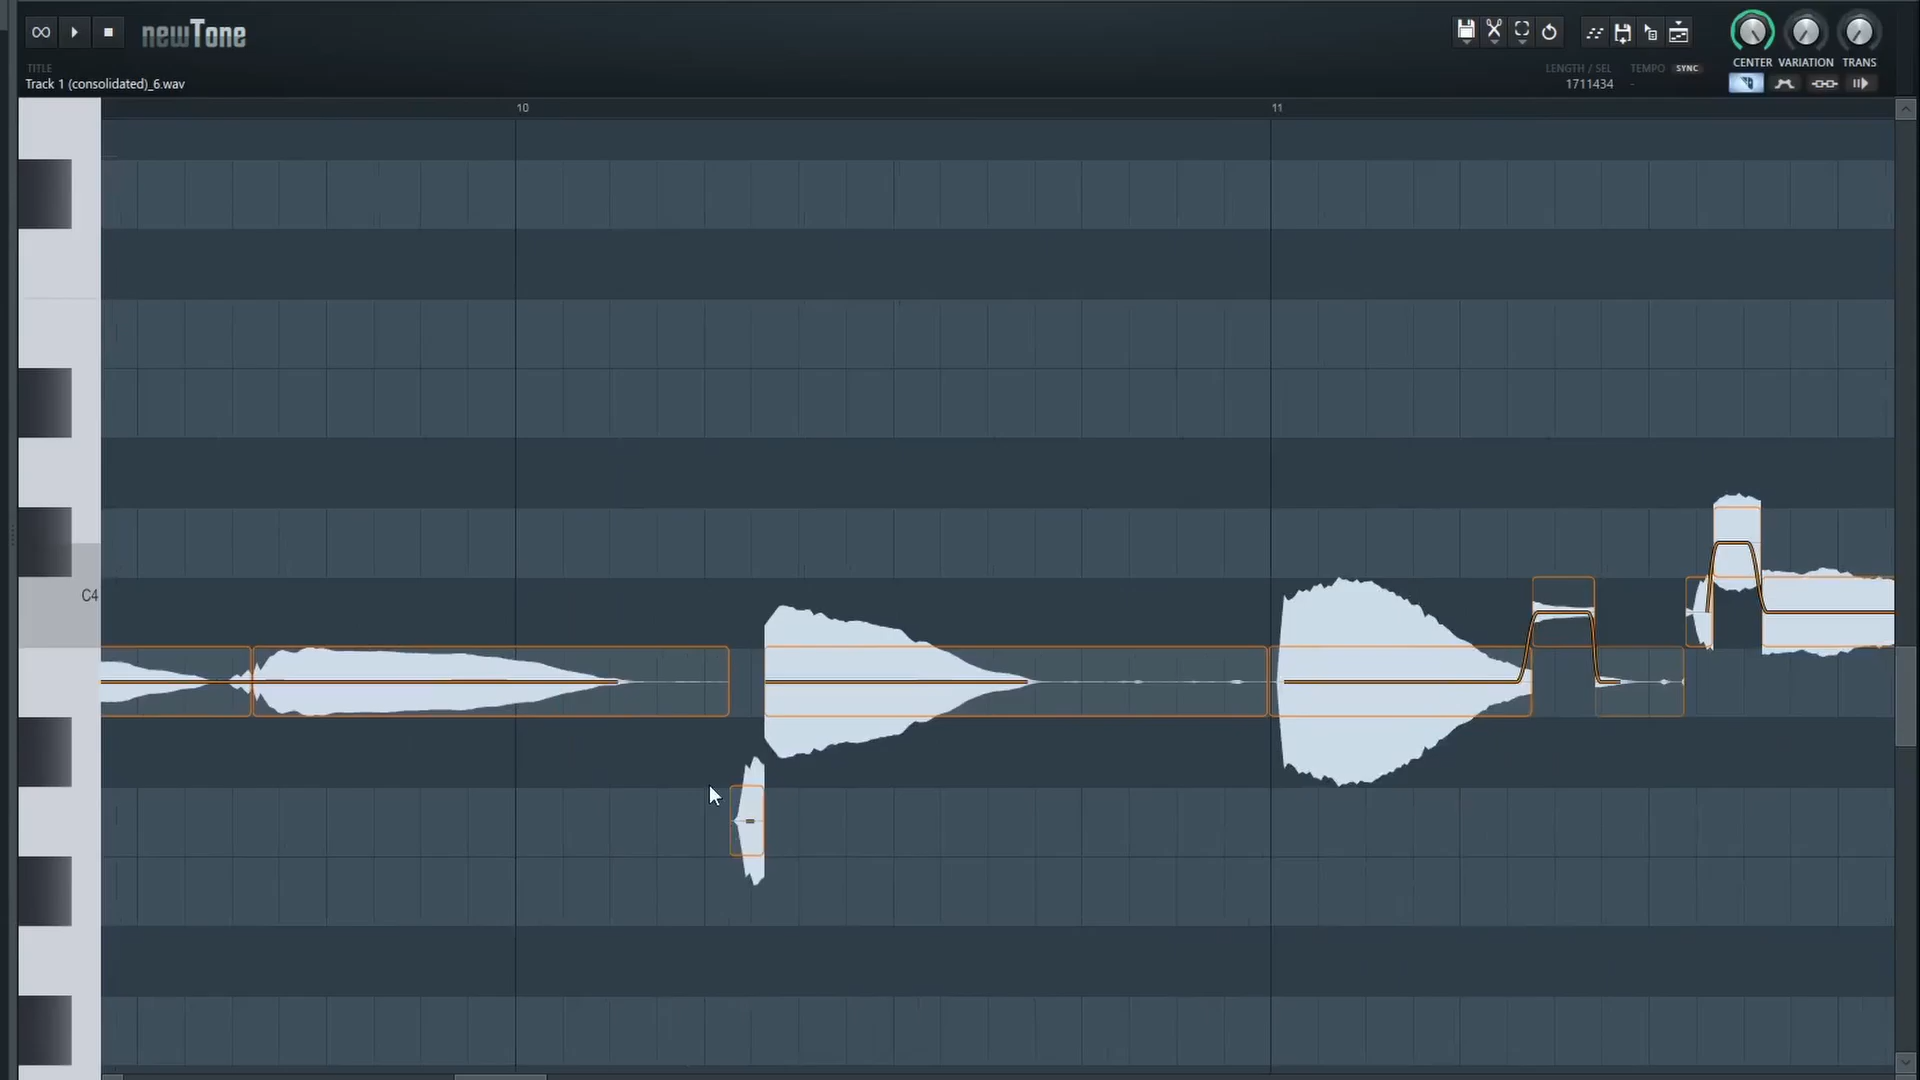 newTone
TITLE
Track 1 (consolidated)_6.wav
LENGTH / SEL
1711434
TEMPO SYNC
-
CENTER VARIATION TRANS
10 11
C4